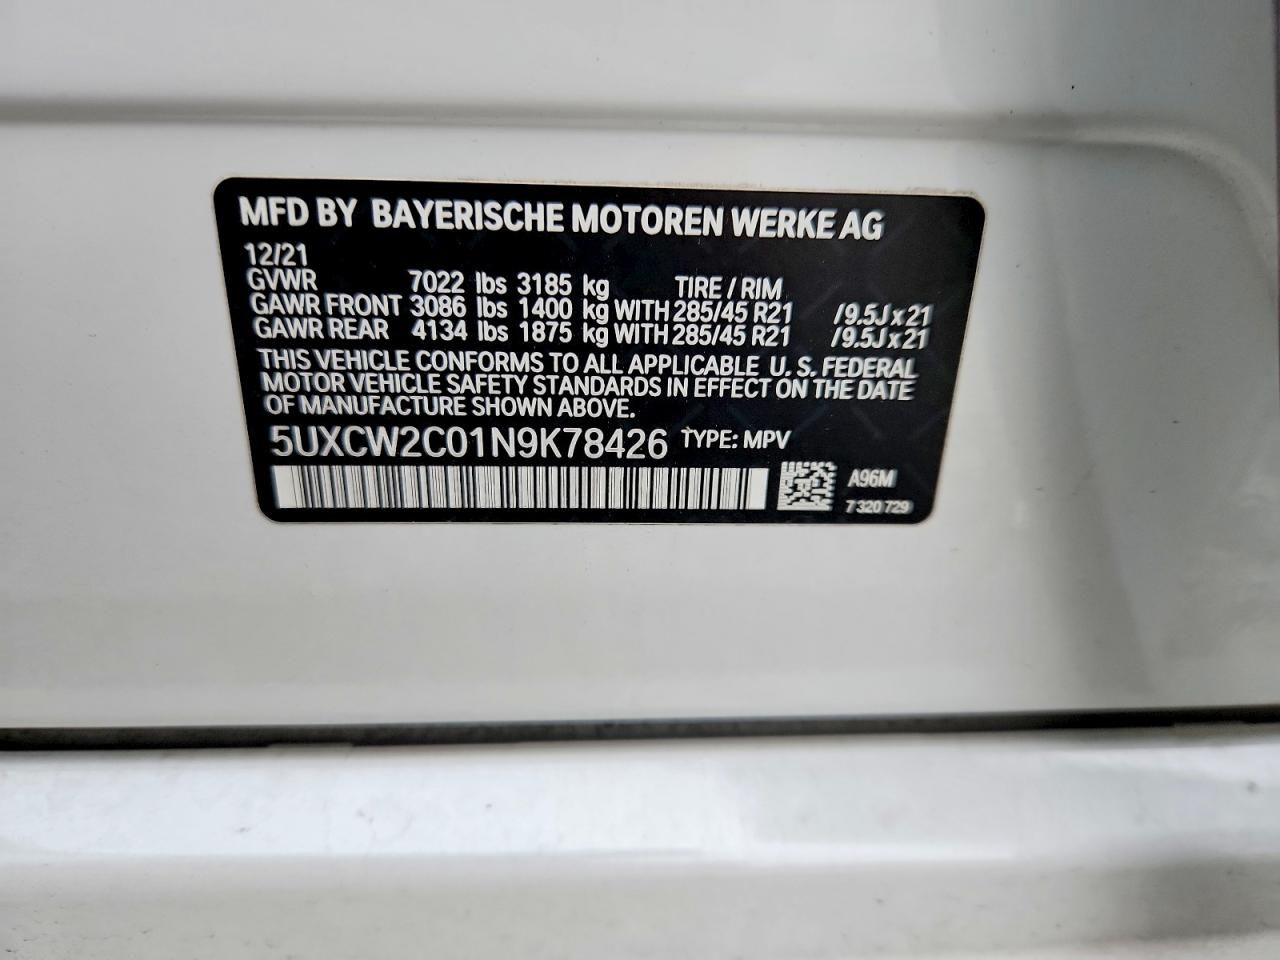 MFD BY BAYERISCHE MOTOREN WERKE AG
12/21
GVWR 7022 lbs 3185 kg TIRE / RIM
GAWR FRONT 3086 lbs 1400 kg WITH 285/45 R21 /9.5J x 21
GAWR REAR 4134 lbs 1875 kg WITH 285/45 R21 /9.5J x 21
THIS VEHICLE CONFORMS TO ALL APPLICABLE U. S. FEDERAL
MOTOR VEHICLE SAFETY STANDARDS IN EFFECT ON THE DATE
OF MANUFACTURE SHOWN ABOVE.
5UXCW2C01N9K78426 TYPE: MPV
A96M
7 320 729